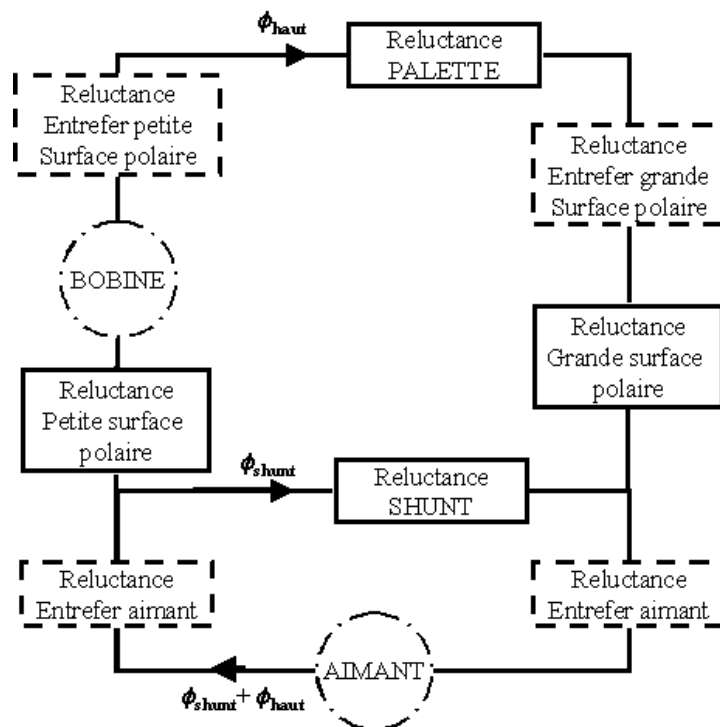 ϕhaut
Reluctance
PALETTE
Reluctance
Entrefer petite
Surface polaire
Reluctance
Entrefer grande
Surface polaire
BOBINE
Reluctance
Grande surface
polaire
Reluctance
Petite surface
polaire
ϕshunt
Reluctance
SHUNT
Reluctance
Entrefer aimant
Reluctance
Entrefer aimant
AIMANT
ϕshunt + ϕhaut